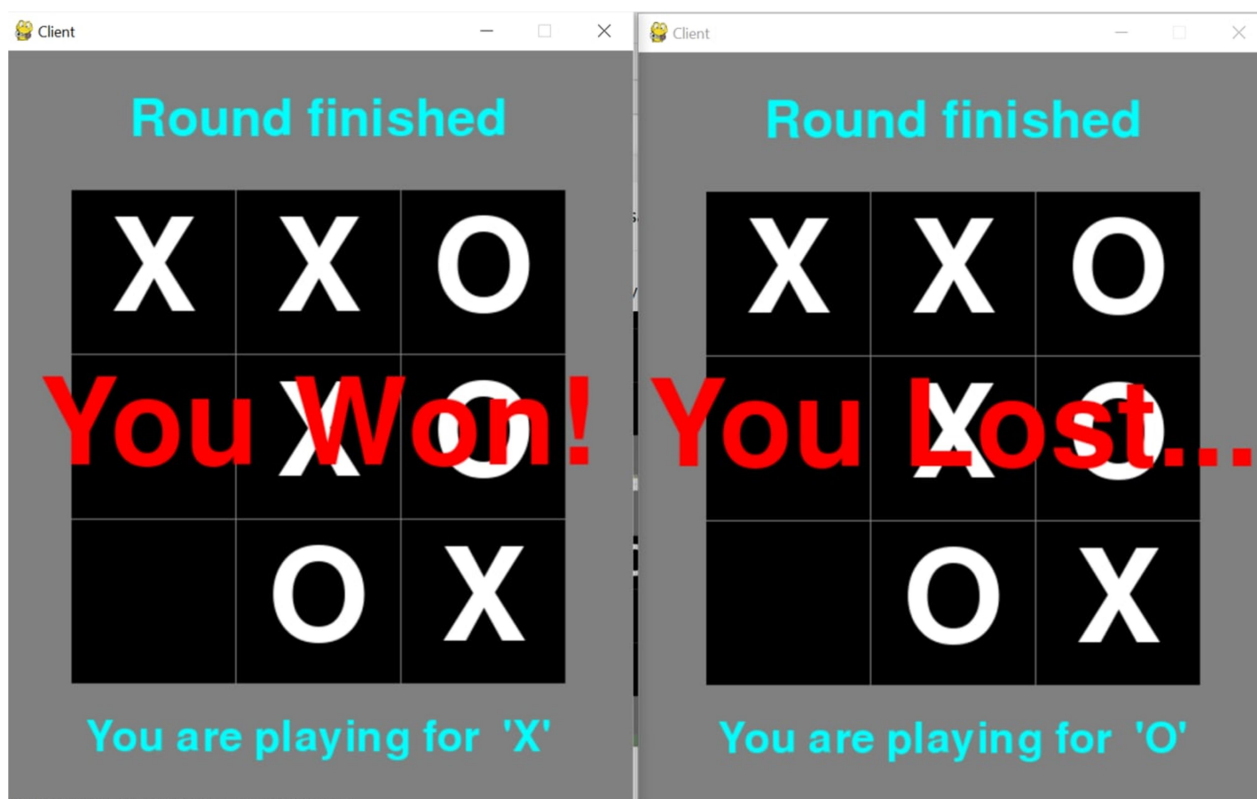 Client
Round finished
X X O
X O
You Won!
O X
You are playing for 'X'
Client
Round finished
X X O
X O
You Lost...
O X
You are playing for 'O'